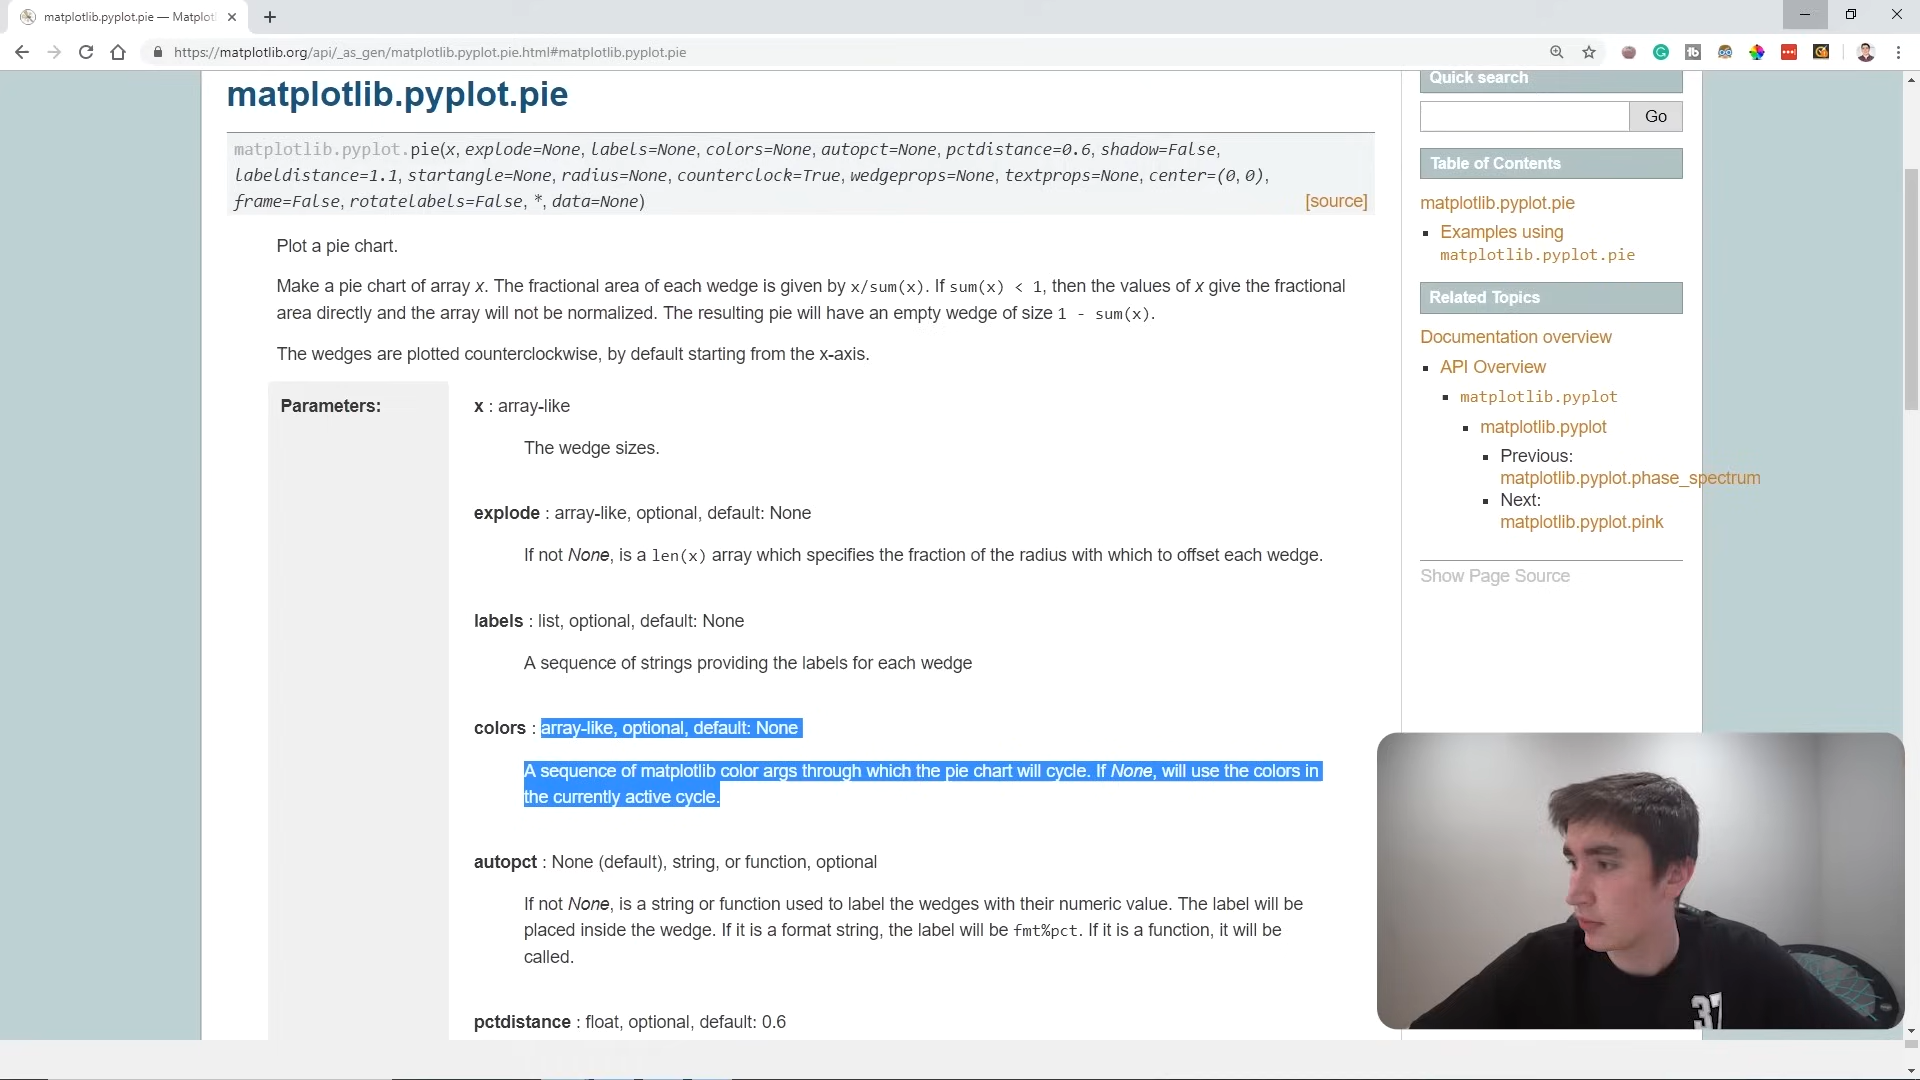 matplotlib.pyplot.pie — Matplotl
https://matplotlib.org/api/_as_gen/matplotlib.pyplot.pie.html#matplotlib.pyplot.pie
matplotlib.pyplot.pie
matplotlib.pyplot.pie(x, explode=None, labels=None, colors=None, autopct=None, pctdistance=0.6, shadow=False,
labeldistance=1.1, startangle=None, radius=None, counterclock=True, wedgeprops=None, textprops=None, center=(0, 0),
frame=False, rotatelabels=False, *, data=None)
[source]
Plot a pie chart.
Make a pie chart of array x. The fractional area of each wedge is given by x/sum(x). If sum(x) < 1, then the values of x give the fractional
area directly and the array will not be normalized. The resulting pie will have an empty wedge of size 1 - sum(x).
The wedges are plotted counterclockwise, by default starting from the x-axis.
Parameters:
x : array-like
The wedge sizes.
explode : array-like, optional, default: None
If not None, is a len(x) array which specifies the fraction of the radius with which to offset each wedge.
labels : list, optional, default: None
A sequence of strings providing the labels for each wedge
colors : array-like, optional, default: None
A sequence of matplotlib color args through which the pie chart will cycle. If None, will use the colors in
the currently active cycle.
autopct : None (default), string, or function, optional
If not None, is a string or function used to label the wedges with their numeric value. The label will be
placed inside the wedge. If it is a format string, the label will be fmt%pct. If it is a function, it will be
called.
pctdistance : float, optional, default: 0.6
Quick search
Go
Table of Contents
matplotlib.pyplot.pie
Examples using
matplotlib.pyplot.pie
Related Topics
Documentation overview
API Overview
matplotlib.pyplot
matplotlib.pyplot
Previous:
matplotlib.pyplot.phase_spectrum
Next:
matplotlib.pyplot.pink
Show Page Source
37